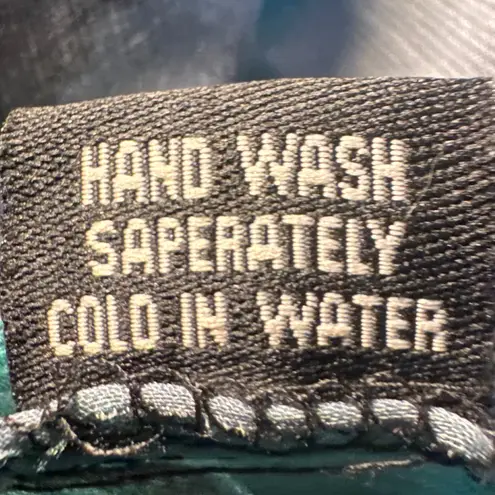 HAND WASH
SAPERATELY
COLD IN WATER